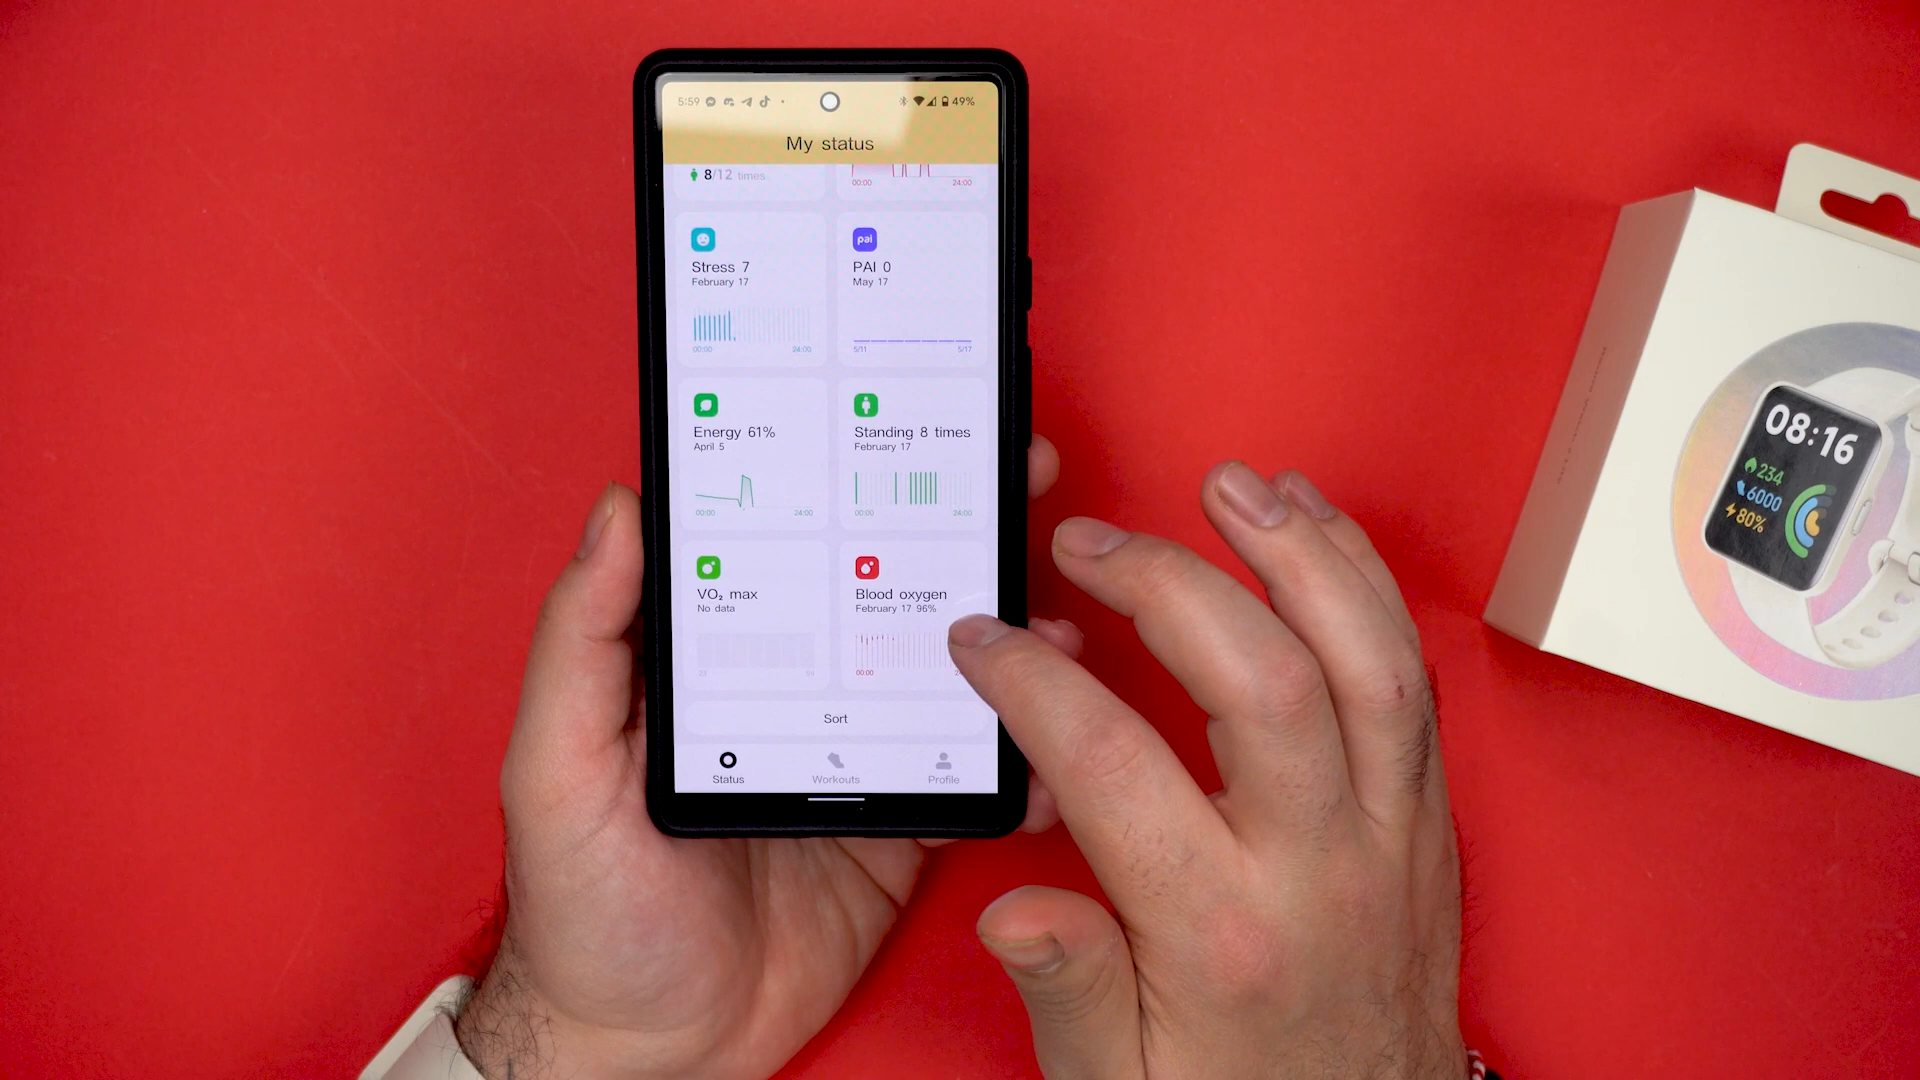 5:59
49%
My status
8/12 times
00:00 24:00
Stress 7
February 17
00:00 24:00
pai
PAI 0
May 17
5/11 5/17
Energy 61%
April 5
00:00 24:00
Standing 8 times
February 17
00:00 24:00
VO₂ max
No data
Blood oxygen
February 17 96%
00:00
Sort
Status
Workouts
Profile
08:16
234
6000
80%